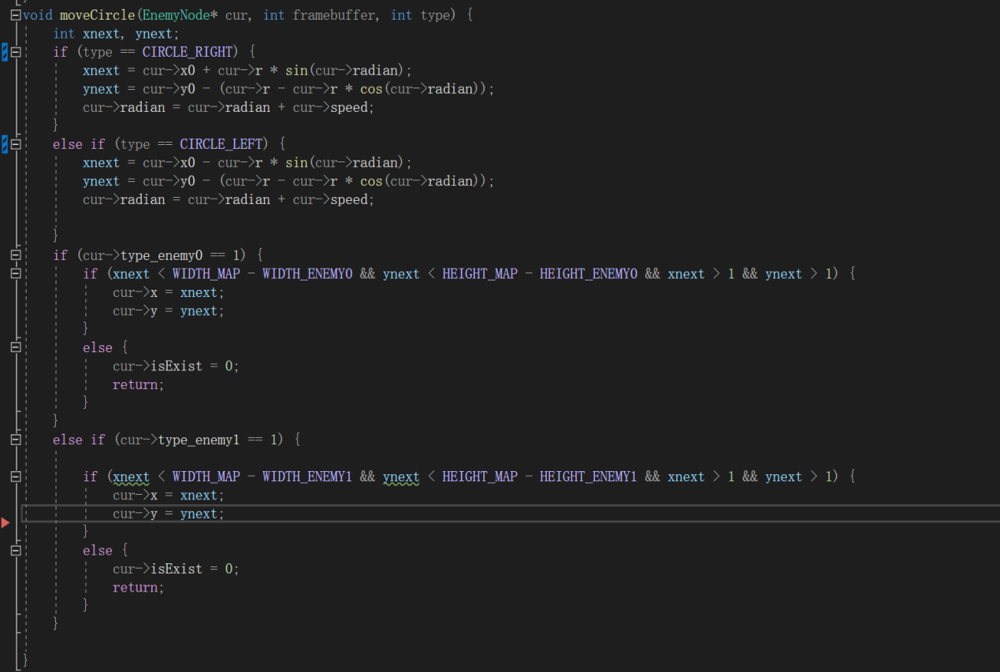 void moveCircle(EnemyNode* cur, int framebuffer, int type) {
    int xnext, ynext;
    if (type == CIRCLE_RIGHT) {
        xnext = cur->x0 + cur->r * sin(cur->radian);
        ynext = cur->y0 - (cur->r - cur->r * cos(cur->radian));
        cur->radian = cur->radian + cur->speed;
    }
    else if (type == CIRCLE_LEFT) {
        xnext = cur->x0 - cur->r * sin(cur->radian);
        ynext = cur->y0 - (cur->r - cur->r * cos(cur->radian));
        cur->radian = cur->radian + cur->speed;
    }
    if (cur->type_enemy0 == 1) {
        if (xnext < WIDTH_MAP - WIDTH_ENEMY0 && ynext < HEIGHT_MAP - HEIGHT_ENEMY0 && xnext > 1 && ynext > 1) {
            cur->x = xnext;
            cur->y = ynext;
        }
        else {
            cur->isExist = 0;
            return;
        }
    }
    else if (cur->type_enemy1 == 1) {
        if (xnext < WIDTH_MAP - WIDTH_ENEMY1 && ynext < HEIGHT_MAP - HEIGHT_ENEMY1 && xnext > 1 && ynext > 1) {
            cur->x = xnext;
            cur->y = ynext;
        }
        else {
            cur->isExist = 0;
            return;
        }
    }
}